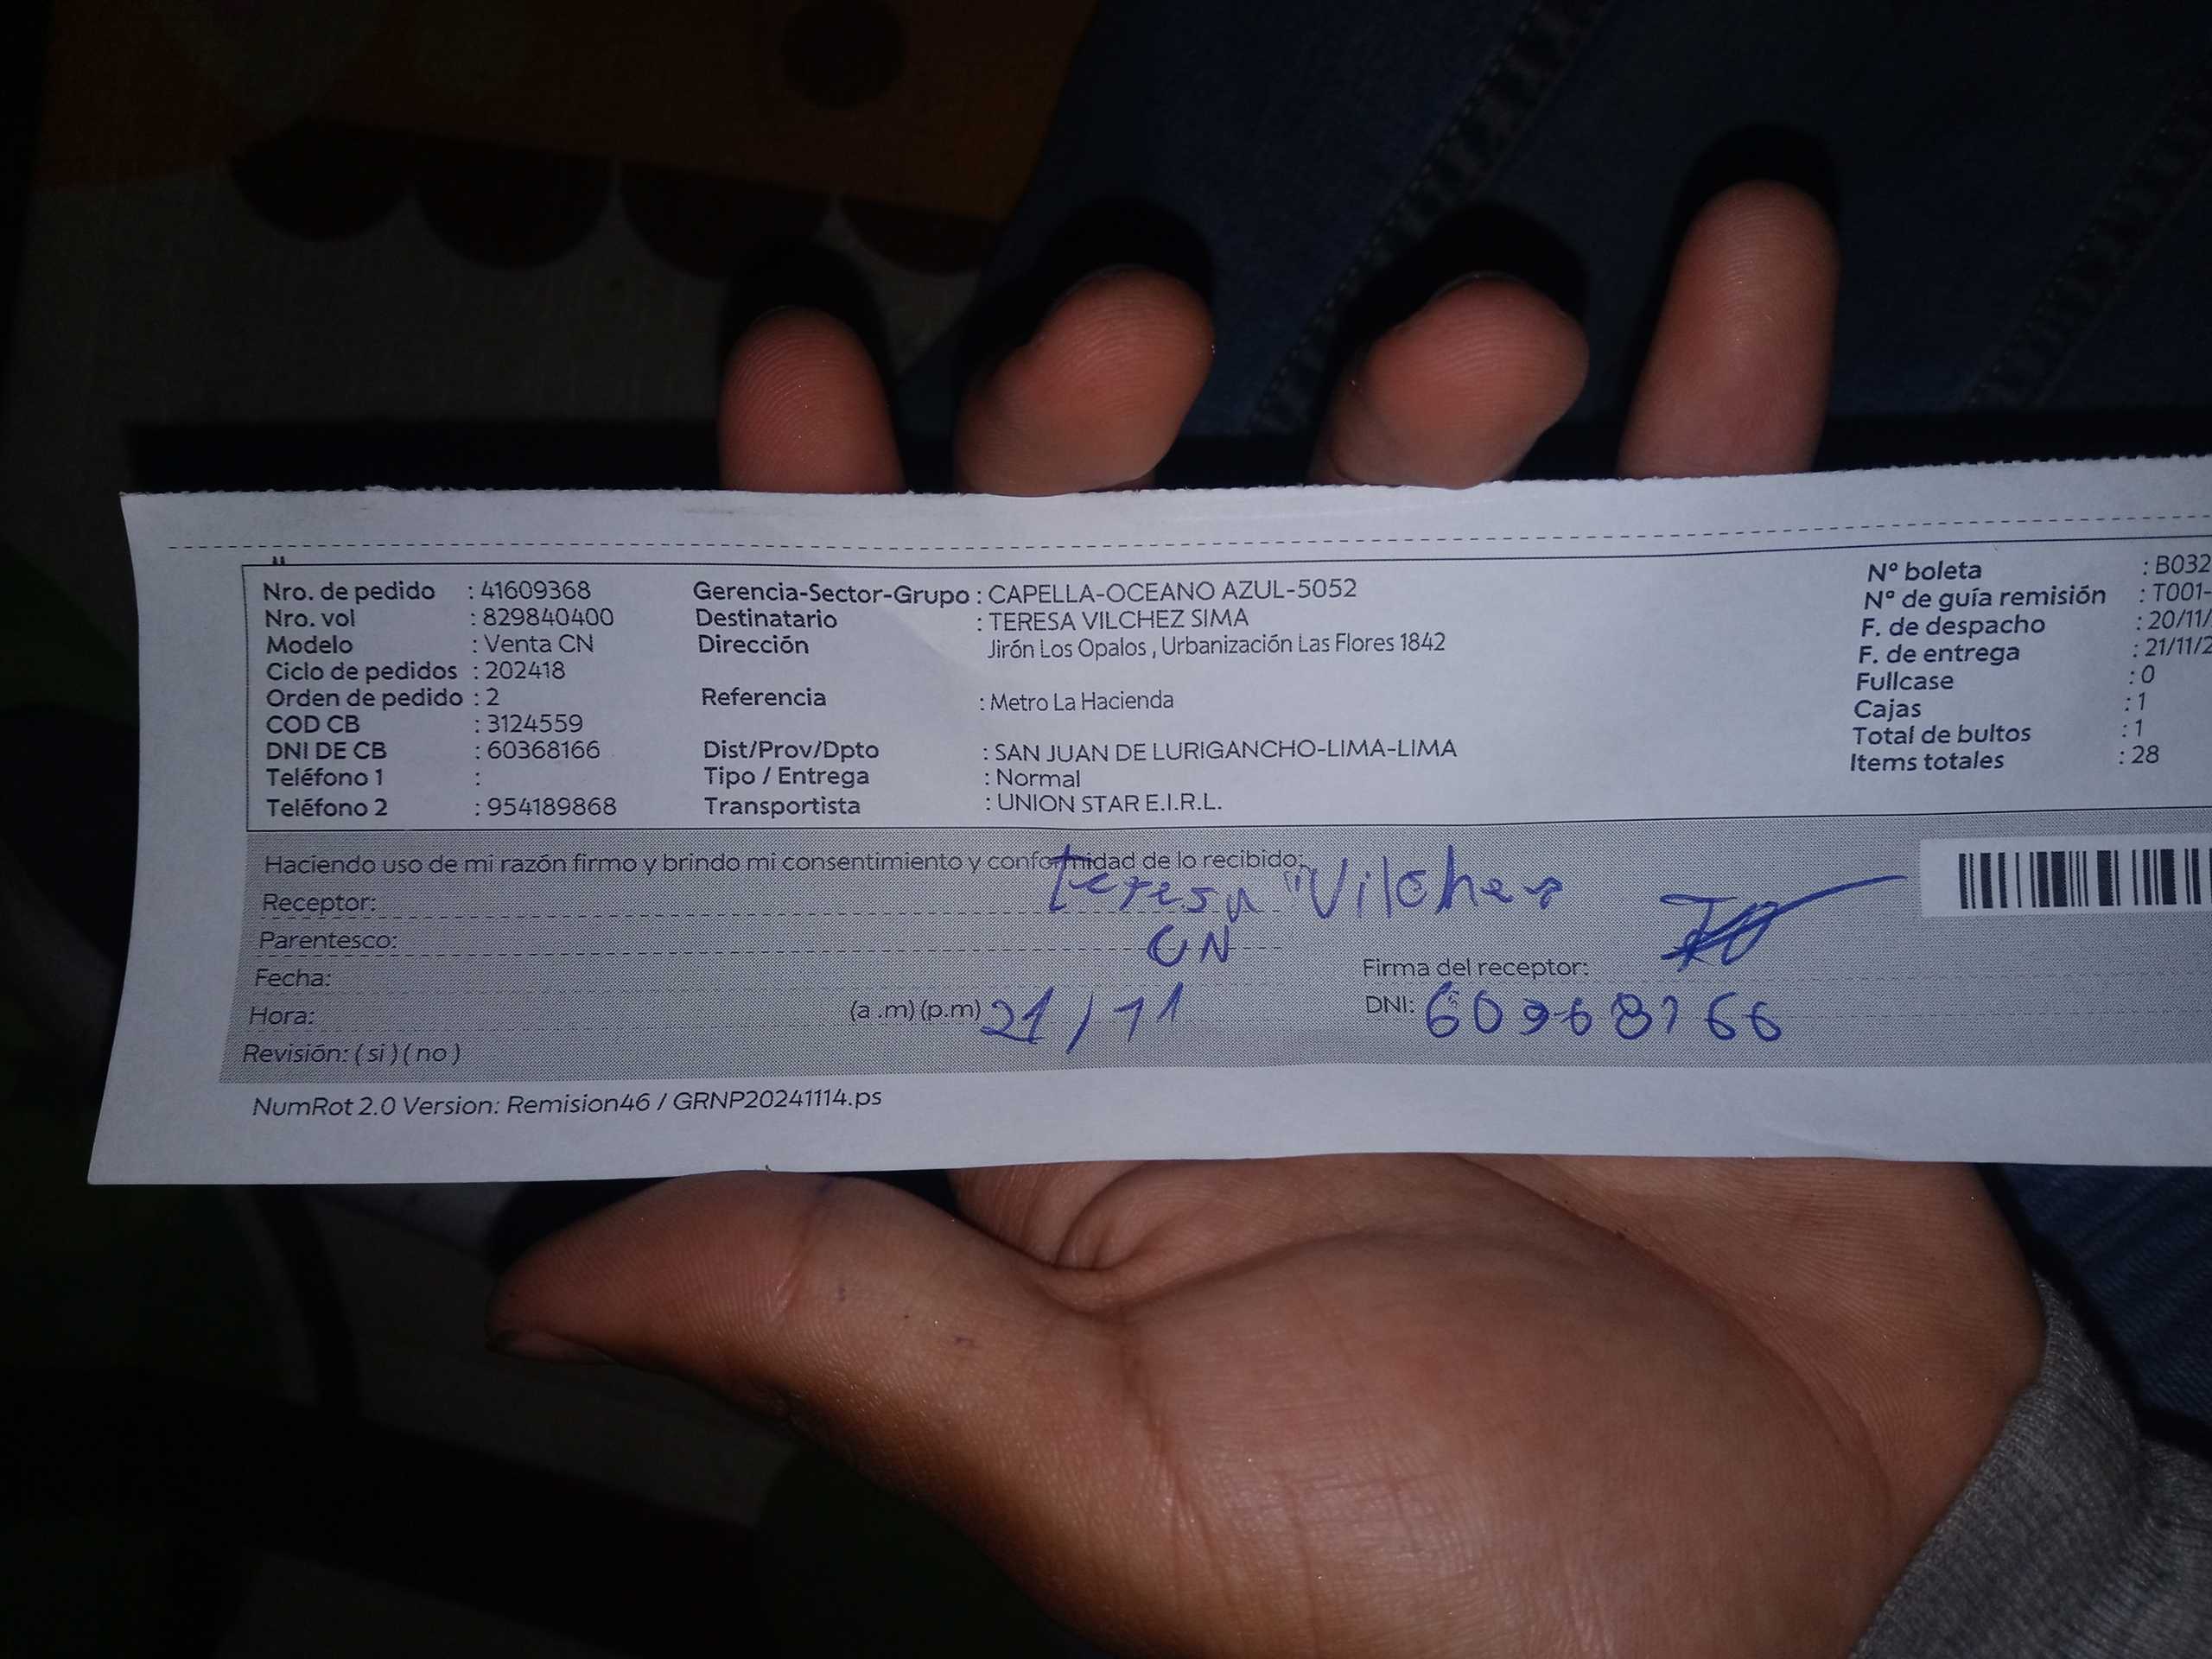 Nro. de pedido : 41609368 Gerencia-Sector-Grupo : CAPELLA-OCEANO AZUL-5052 N° boleta : B032
Nro. vol : 829840400 Destinatario : TERESA VILCHEZ SIMA N° de guía remisión : T001-
Modelo : Venta CN Dirección Jirón Los Opalos , Urbanización Las Flores 1842 F. de despacho : 20/11/
Ciclo de pedidos : 202418 F. de entrega : 21/11/2
Orden de pedido : 2 Referencia : Metro La Hacienda Fullcase : 0
COD CB : 3124559 Cajas : 1
DNI DE CB : 60368166 Dist/Prov/Dpto : SAN JUAN DE LURIGANCHO-LIMA-LIMA Total de bultos : 1
Teléfono 1 : Tipo / Entrega : Normal Items totales : 28
Teléfono 2 : 954189868 Transportista : UNION STAR E.I.R.L.
Haciendo uso de mi razón firmo y brindo mi consentimiento y conformidad de lo recibido:
Receptor: Teresa Vilchez
Parentesco: CN
Fecha: Firma del receptor:
Hora: (a .m) (p.m) 21/11 DNI:
Revisión: ( si ) ( no )
NumRot 2.0 Version: Remision46 / GRNP20241114.ps